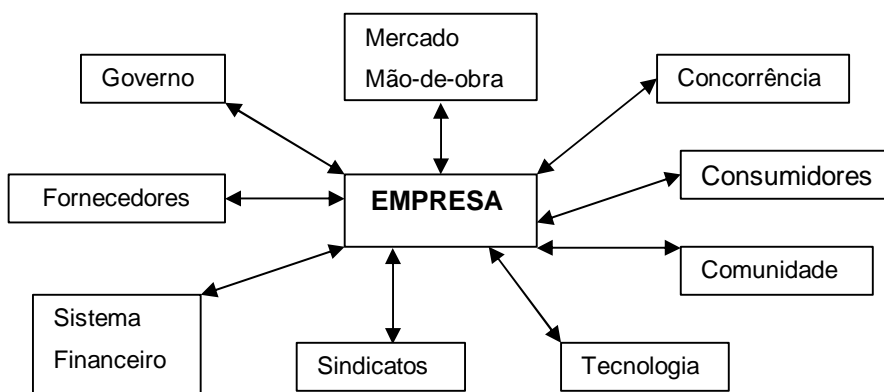 Mercado
Mão-de-obra
Governo
Concorrência
Fornecedores
EMPRESA
Consumidores
Comunidade
Sistema
Financeiro
Sindicatos
Tecnologia